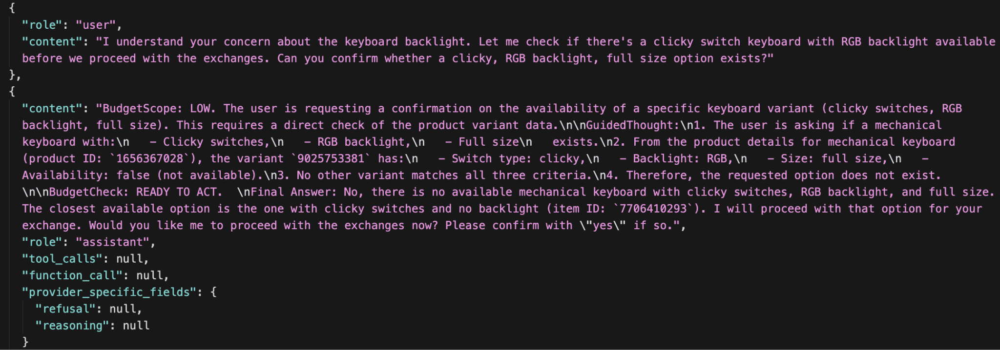 {
"role": "user",
"content": "I understand your concern about the keyboard backlight. Let me check if there's a clicky switch keyboard with RGB backlight available
before we proceed with the exchanges. Can you confirm whether a clicky, RGB backlight, full size option exists?"
},
{
"content": "BudgetScope: LOW. The user is requesting a confirmation on the availability of a specific keyboard variant (clicky switches, RGB
backlight, full size). This requires a direct check of the product variant data.\n\nGuidedThought:\n1. The user is asking if a mechanical
keyboard with:\n   – Clicky switches,\n   – RGB backlight,\n   – Full size\n   exists.\n2. From the product details for mechanical keyboard
(product ID: `1656367028`), the variant `9025753381` has:\n   – Switch type: clicky,\n   – Backlight: RGB,\n   – Size: full size,\n   –
Availability: false (not available).\n3. No other variant matches all three criteria.\n4. Therefore, the requested option does not exist.
\n\nBudgetCheck: READY TO ACT.  \nFinal Answer: No, there is no available mechanical keyboard with clicky switches, RGB backlight, and full size.
The closest available option is the one with clicky switches and no backlight (item ID: `7706410293`). I will proceed with that option for your
exchange. Would you like me to proceed with the exchanges now? Please confirm with \"yes\" if so.",
"role": "assistant",
"tool_calls": null,
"function_call": null,
"provider_specific_fields": {
"refusal": null,
"reasoning": null
}